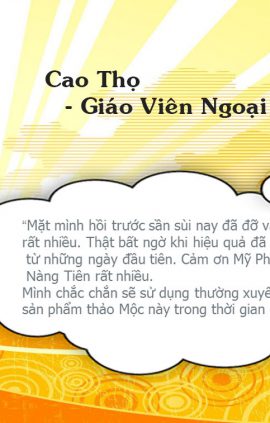 Cao Thọ
- Giáo Viên Ngoại
“Mặt mình hồi trước sần sùi nay đã đỡ
rất nhiều. Thật bất ngờ khi hiệu quả đã
từ những ngày đầu tiên. Cảm ơn Mỹ
Nàng Tiên rất nhiều.
Mình chắc chắn sẽ sử dụng thường
sản phẩm thảo Mộc này trong thời gian